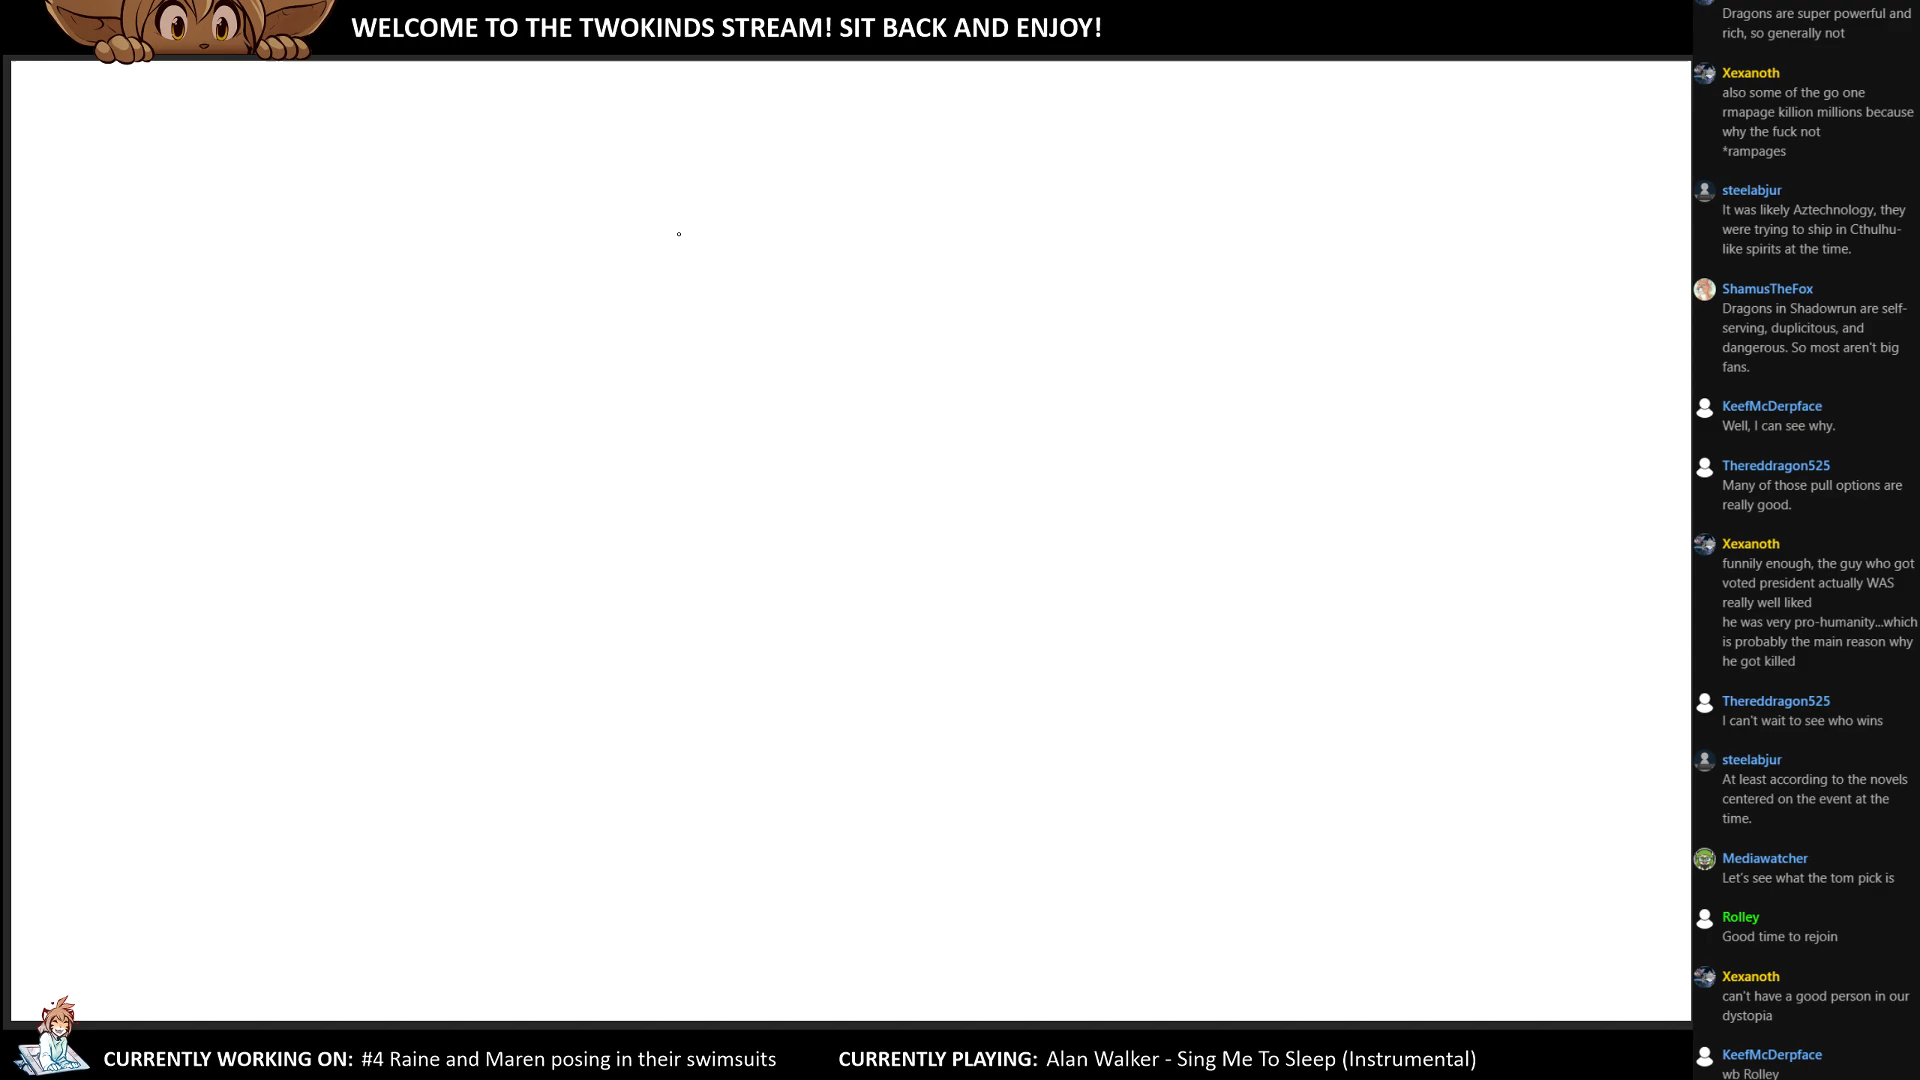 WELCOME TO THE TWOKINDS STREAM! SIT BACK AND ENJOY!
Dragons are super powerful and
rich, so generally not
Xexanoth
also some of the go one
rmapage killion millions because
why the fuck not
*rampages
steelabjur
It was likely Aztechnology, they
were trying to ship in Cthulhu-
like spirits at the time.
ShamusTheFox
Dragons in Shadowrun are self-
serving, duplicitous, and
dangerous. So most aren't big
fans.
KeefMcDerpface
Well, I can see why.
Thereddragon525
Many of those pull options are
really good.
Xexanoth
funnily enough, the guy who got
voted president actually WAS
really well liked
he was very pro-humanity...which
is probably the main reason why
he got killed
Thereddragon525
I can't wait to see who wins
steelabjur
At least according to the novels
centered on the event at the
time.
Mediawatcher
Let's see what the tom pick is
Rolley
Good time to rejoin
Xexanoth
can't have a good person in our
dystopia
KeefMcDerpface
wb Rolley
CURRENTLY WORKING ON: #4 Raine and Maren posing in their swimsuits
CURRENTLY PLAYING: Alan Walker - Sing Me To Sleep (Instrumental)